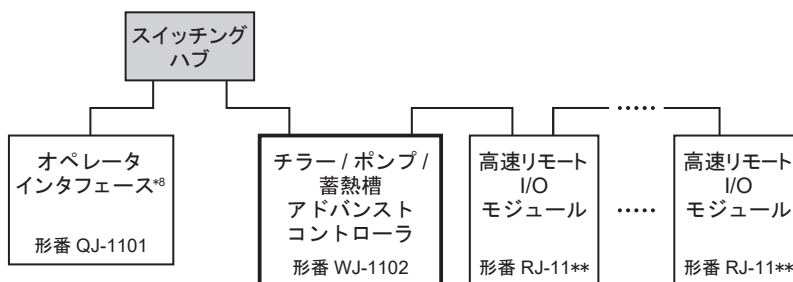 スイッチング
ハブ
オペレータ
インタフェース*8
形番 QJ-1101
チラー / ポンプ /
蓄熱槽
アドバンスト
コントローラ
形番 WJ-1102
高速リモート
I/O
モジュール
形番 RJ-11**
.....
.....
高速リモート
I/O
モジュール
形番 RJ-11**